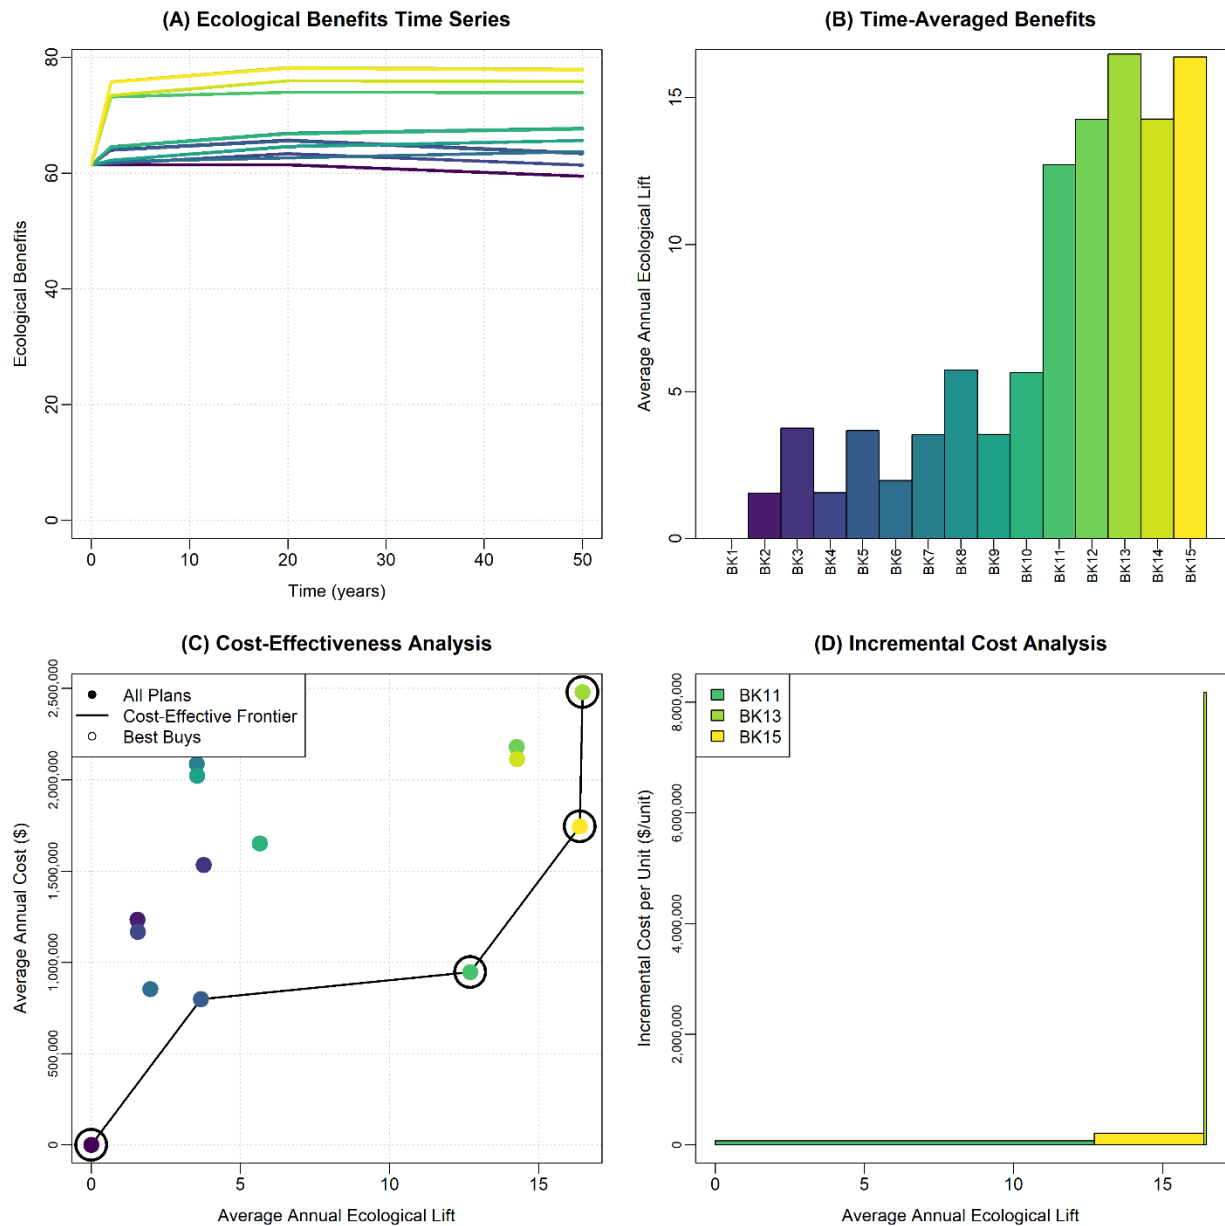 (A) Ecological Benefits Time Series
Ecological Benefits
80
60
40
20
0
0 10 20 30 40 50
Time (years)
(B) Time-Averaged Benefits
Average Annual Ecological Lift
15
10
5
0
BK1 BK2 BK3 BK4 BK5 BK6 BK7 BK8 BK9 BK10 BK11 BK12 BK13 BK14 BK15
(C) Cost-Effectiveness Analysis
All Plans
Cost-Effective Frontier
Best Buys
Average Annual Cost ($)
2,500,000
2,000,000
1,500,000
1,000,000
500,000
0
0 5 10 15
Average Annual Ecological Lift
(D) Incremental Cost Analysis
BK11
BK13
BK15
Incremental Cost per Unit ($/unit)
8,000,000
6,000,000
4,000,000
2,000,000
0
0 5 10 15
Average Annual Ecological Lift